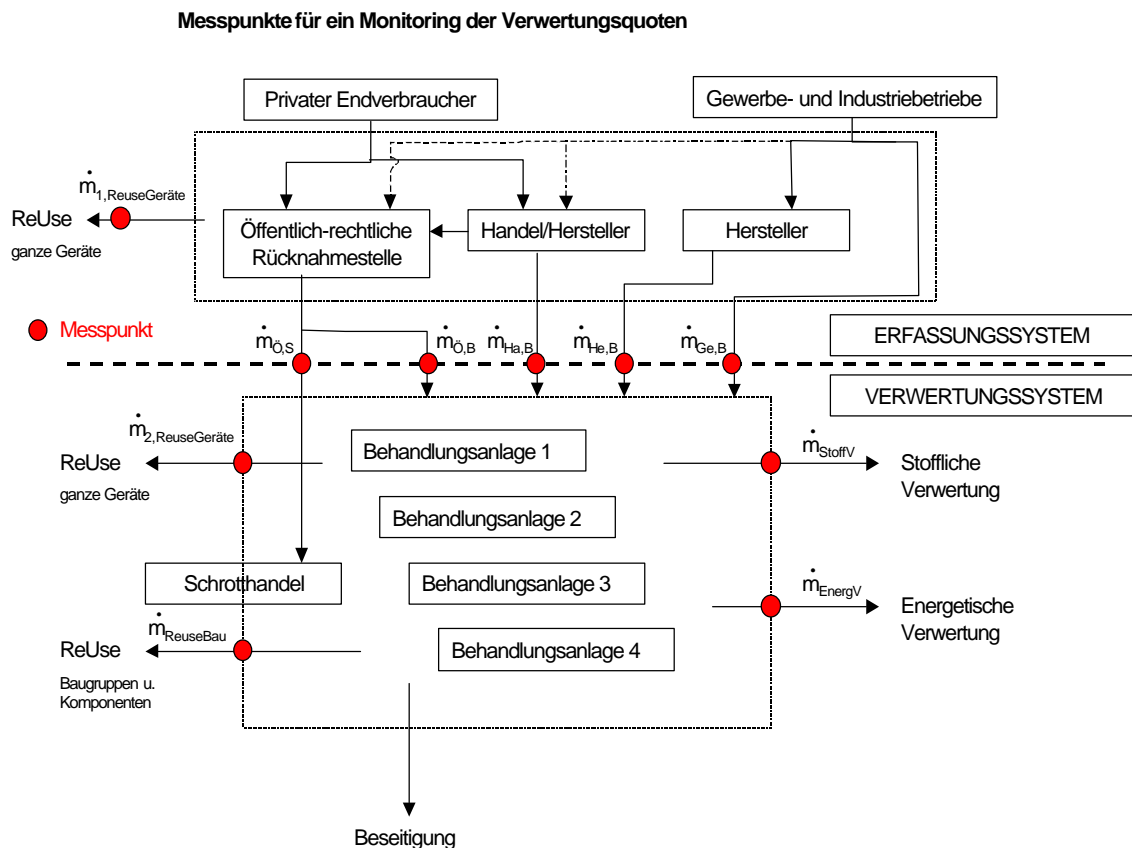 Messpunkte für ein Monitoring der Verwertungsquoten
Privater Endverbraucher
Gewerbe- und Industriebetriebe
ṁ1,ReuseGeräte
ReUse
ganze Geräte
Öffentlich-rechtliche
Rücknahmestelle
Handel/Hersteller
Hersteller
Messpunkt
ṁÖ,S
ṁÖ,B
ṁHa,B
ṁHe,B
ṁGe,B
ERFASSUNGSSYSTEM
VERWERTUNGSSYSTEM
ṁ2,ReuseGeräte
ReUse
ganze Geräte
Behandlungsanlage 1
ṁStoffV
Stoffliche
Verwertung
Behandlungsanlage 2
Schrotthandel
Behandlungsanlage 3
ṁEnergV
Energetische
Verwertung
ṁReuseBau
ReUse
Baugruppen u.
Komponenten
Behandlungsanlage 4
Beseitigung